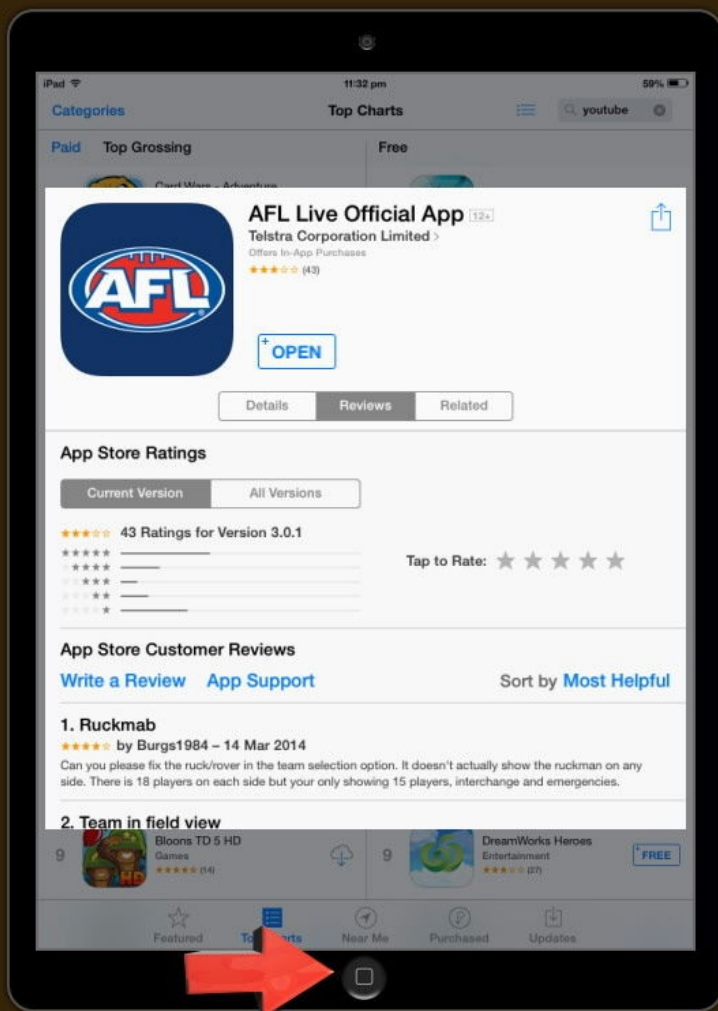 iPad 11:32 pm 59%
Categories Top Charts youtube
Paid Top Grossing Free
Card Wars - Adventure
AFL
AFL Live Official App 12+
Telstra Corporation Limited >
Offers In-App Purchases
★★★☆☆ (43)
+ OPEN
Details Reviews Related
App Store Ratings
Current Version All Versions
★★★☆☆ 43 Ratings for Version 3.0.1
Tap to Rate: ★★★★★
App Store Customer Reviews
Write a Review App Support Sort by Most Helpful
1. Ruckmab
★★★★☆ by Burgs1984 – 14 Mar 2014
Can you please fix the ruck/rover in the team selection option. It doesn't actually show the ruckman on any
side. There is 18 players on each side but your only showing 15 players, interchange and emergencies.
2. Team in field view
9 Bloons TD 5 HD
Games
★★★★★ (14)
HD
9 DreamWorks Heroes
Entertainment
★★★☆☆ (27)
+ FREE
Featured Top Charts Near Me Purchased Updates